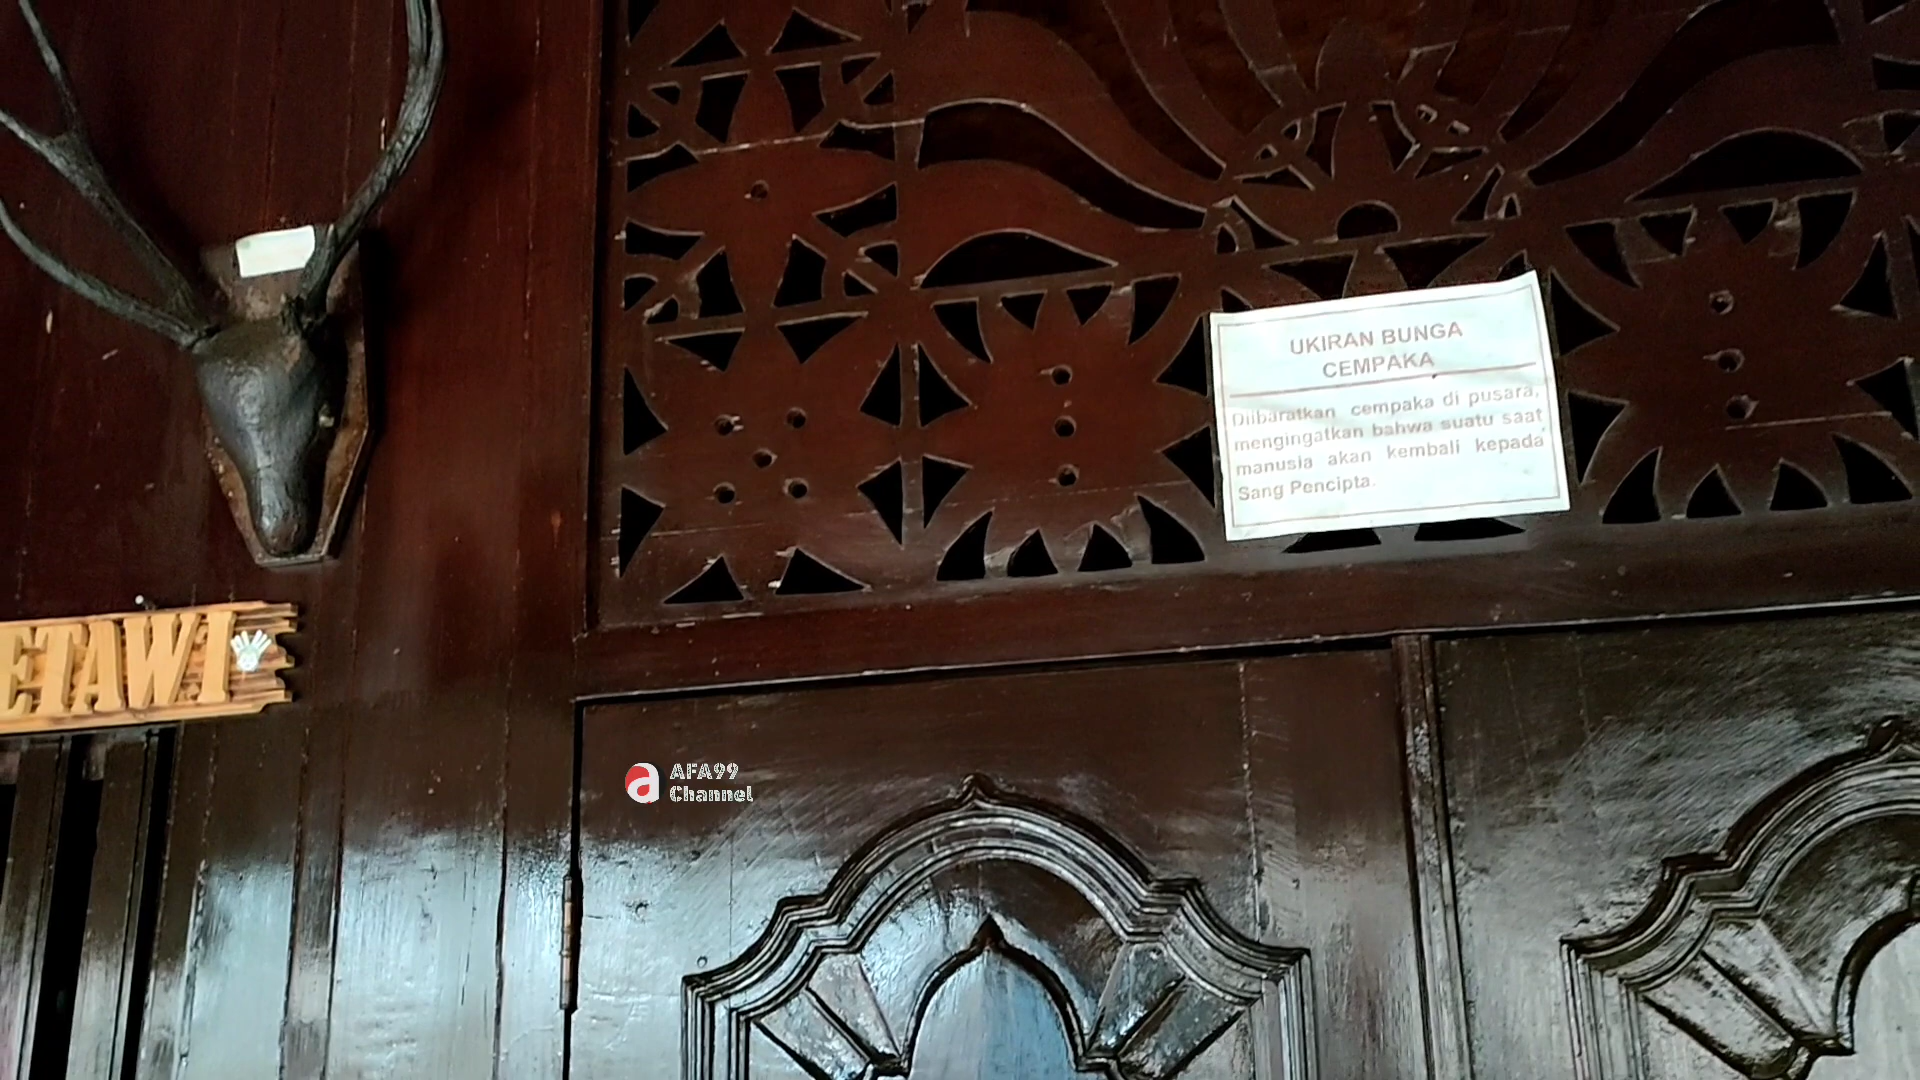 UKIRAN BUNGA
CEMPAKA
Diibaratkan cempaka di pusara,
mengingatkan bahwa suatu saat
manusia akan kembali kepada
Sang Pencipta.
ETAWI
AFA99
Channel